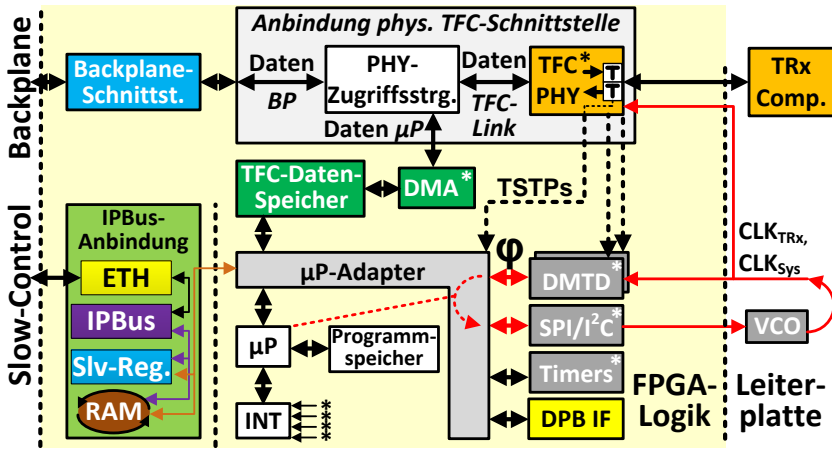 Anbindung phys. TFC-Schnittstelle
Backplane
Backplane-
Schnittst.
Daten
BP
PHY-
Zugriffsstrg.
Daten
TFC-
Link
TFC*
PHY
T
T
TRx
Comp.
Daten µP
TFC-Daten-
Speicher
DMA*
TSTPs
Slow-Control
IPBus-
Anbindung
ETH
IPBus
Slv-Reg.
RAM
µP-Adapter
φ
DMTD*
CLK_TRx,
CLK_Sys
µP
Programm-
speicher
SPI/I²C*
VCO
Timers*
INT
*
*
*
*
DPB IF
FPGA-
Logik
Leiter-
platte